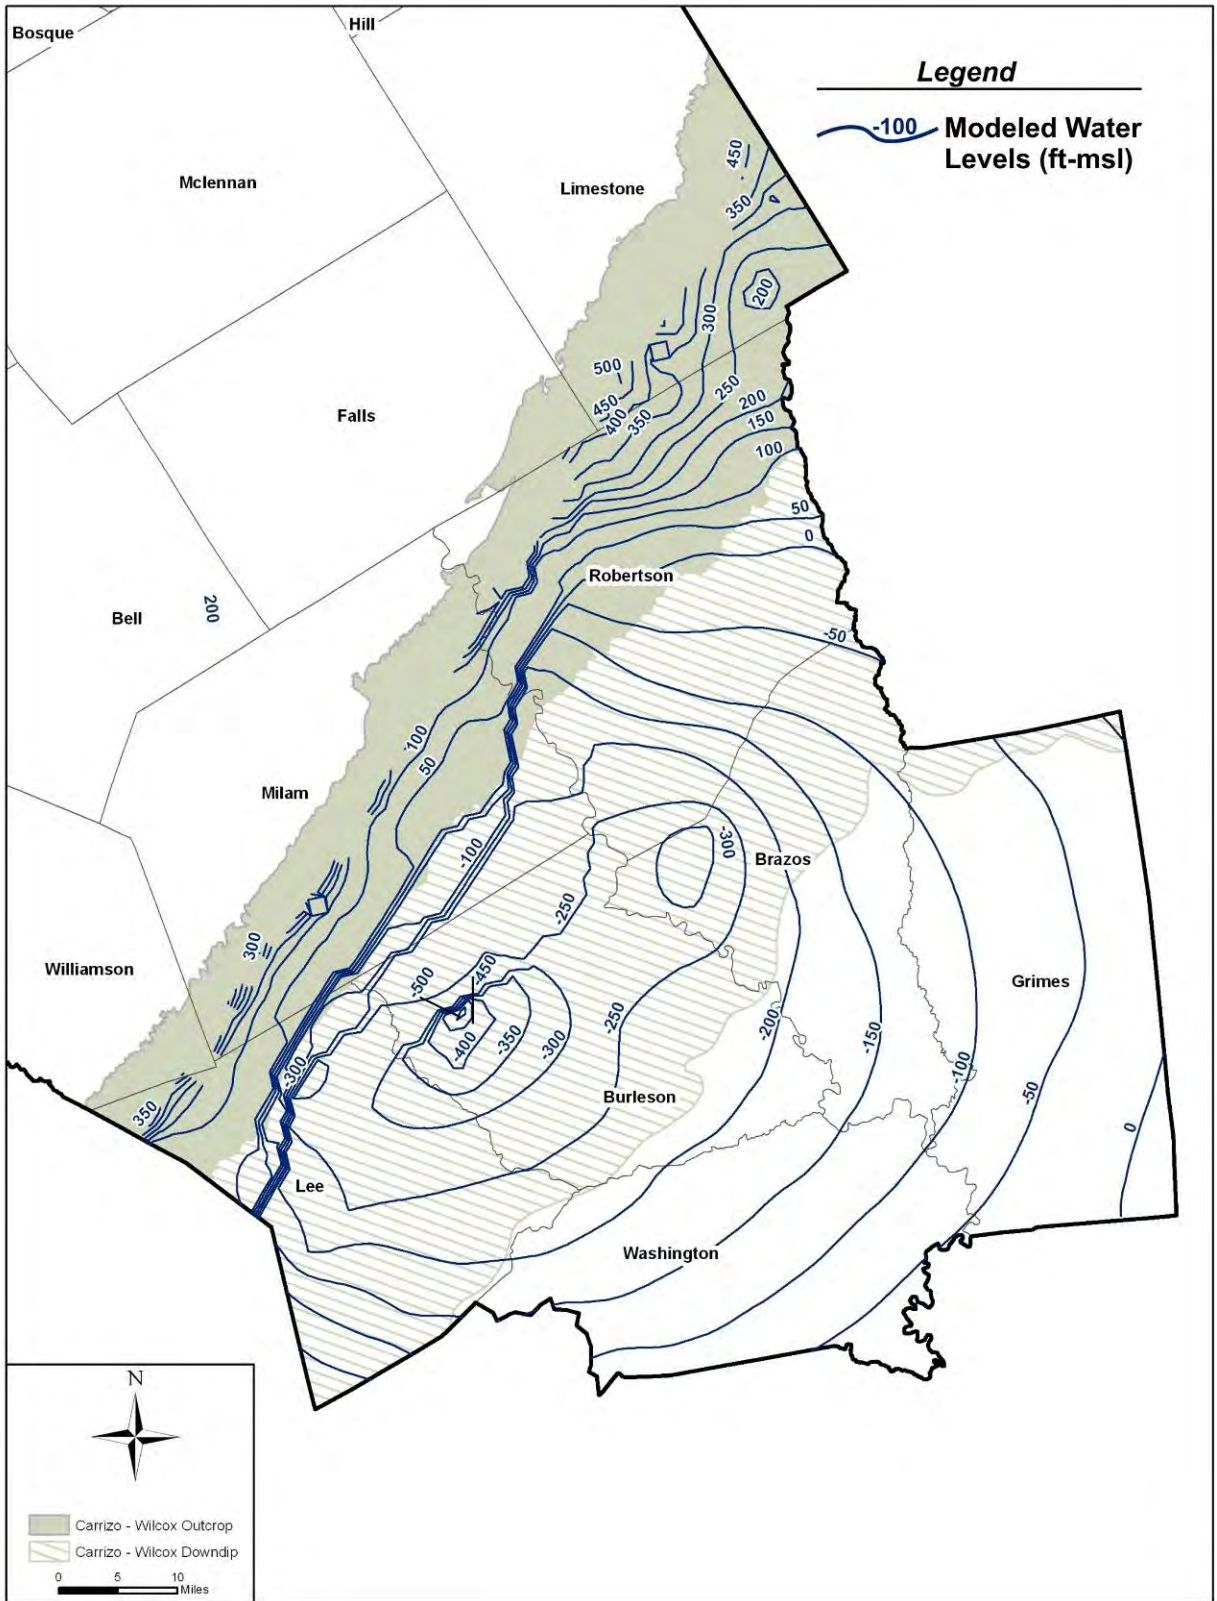 Hill
Bosque
Legend
-100 Modeled Water
Levels (ft-msl)
450
Mclennan
Limestone
350
200
300
500
250
200
450
400
350
Falls
150
100
50
0
Robertson
200
Bell
-50
100
50
Milam
-100
-300
Brazos
-250
300
Williamson
-450
-500
Grimes
-250
-200
-150
-350
-300
-400
-300
-100
-50
Burleson
350
0
Lee
Washington
N
Carrizo - Wilcox Outcrop
Carrizo - Wilcox Downdip
0 5 10
Miles